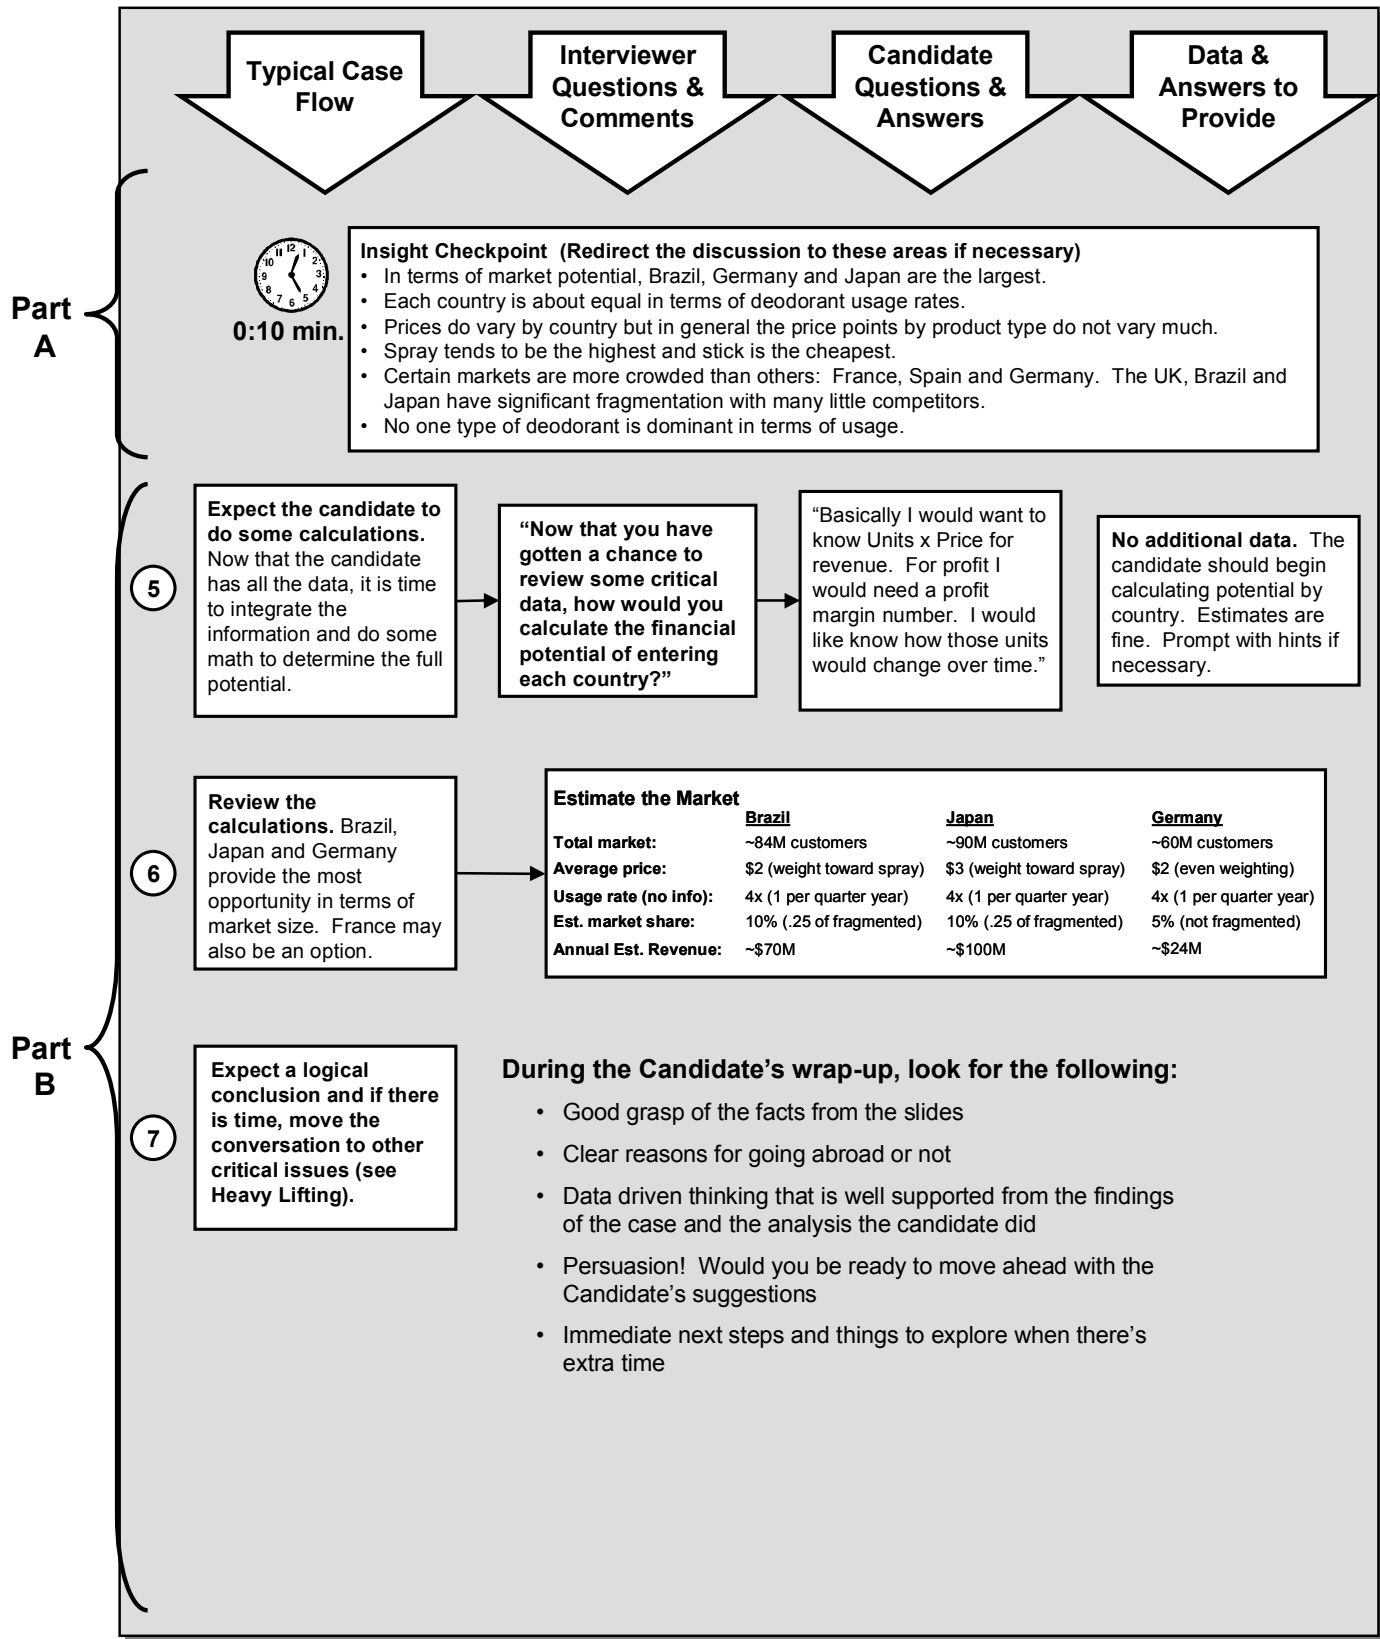 Typical Case
Flow
Interviewer
Questions &
Comments
Candidate
Questions &
Answers
Data &
Answers to
Provide
Part
A
0:10 min.
Insight Checkpoint  (Redirect the discussion to these areas if necessary)
• In terms of market potential, Brazil, Germany and Japan are the largest.
• Each country is about equal in terms of deodorant usage rates.
• Prices do vary by country but in general the price points by product type do not vary much.
• Spray tends to be the highest and stick is the cheapest.
• Certain markets are more crowded than others:  France, Spain and Germany.  The UK, Brazil and
Japan have significant fragmentation with many little competitors.
• No one type of deodorant is dominant in terms of usage.
Part
B
5
Expect the candidate to
do some calculations.
Now that the candidate
has all the data, it is time
to integrate the
information and do some
math to determine the full
potential.
“Now that you have
gotten a chance to
review some critical
data, how would you
calculate the financial
potential of entering
each country?”
“Basically I would want to
know Units x Price for
revenue.  For profit I
would need a profit
margin number.  I would
like know how those units
would change over time.”
No additional data.  The
candidate should begin
calculating potential by
country.  Estimates are
fine.  Prompt with hints if
necessary.
6
Review the
calculations. Brazil,
Japan and Germany
provide the most
opportunity in terms of
market size.  France may
also be an option.
Estimate the Market
Brazil Japan Germany
Total market: ~84M customers ~90M customers ~60M customers
Average price: $2 (weight toward spray) $3 (weight toward spray) $2 (even weighting)
Usage rate (no info): 4x (1 per quarter year) 4x (1 per quarter year) 4x (1 per quarter year)
Est. market share: 10% (.25 of fragmented) 10% (.25 of fragmented) 5% (not fragmented)
Annual Est. Revenue: ~$70M ~$100M ~$24M
7
Expect a logical
conclusion and if there
is time, move the
conversation to other
critical issues (see
Heavy Lifting).
During the Candidate’s wrap-up, look for the following:
• Good grasp of the facts from the slides
• Clear reasons for going abroad or not
• Data driven thinking that is well supported from the findings
of the case and the analysis the candidate did
• Persuasion!  Would you be ready to move ahead with the
Candidate’s suggestions
• Immediate next steps and things to explore when there’s
extra time